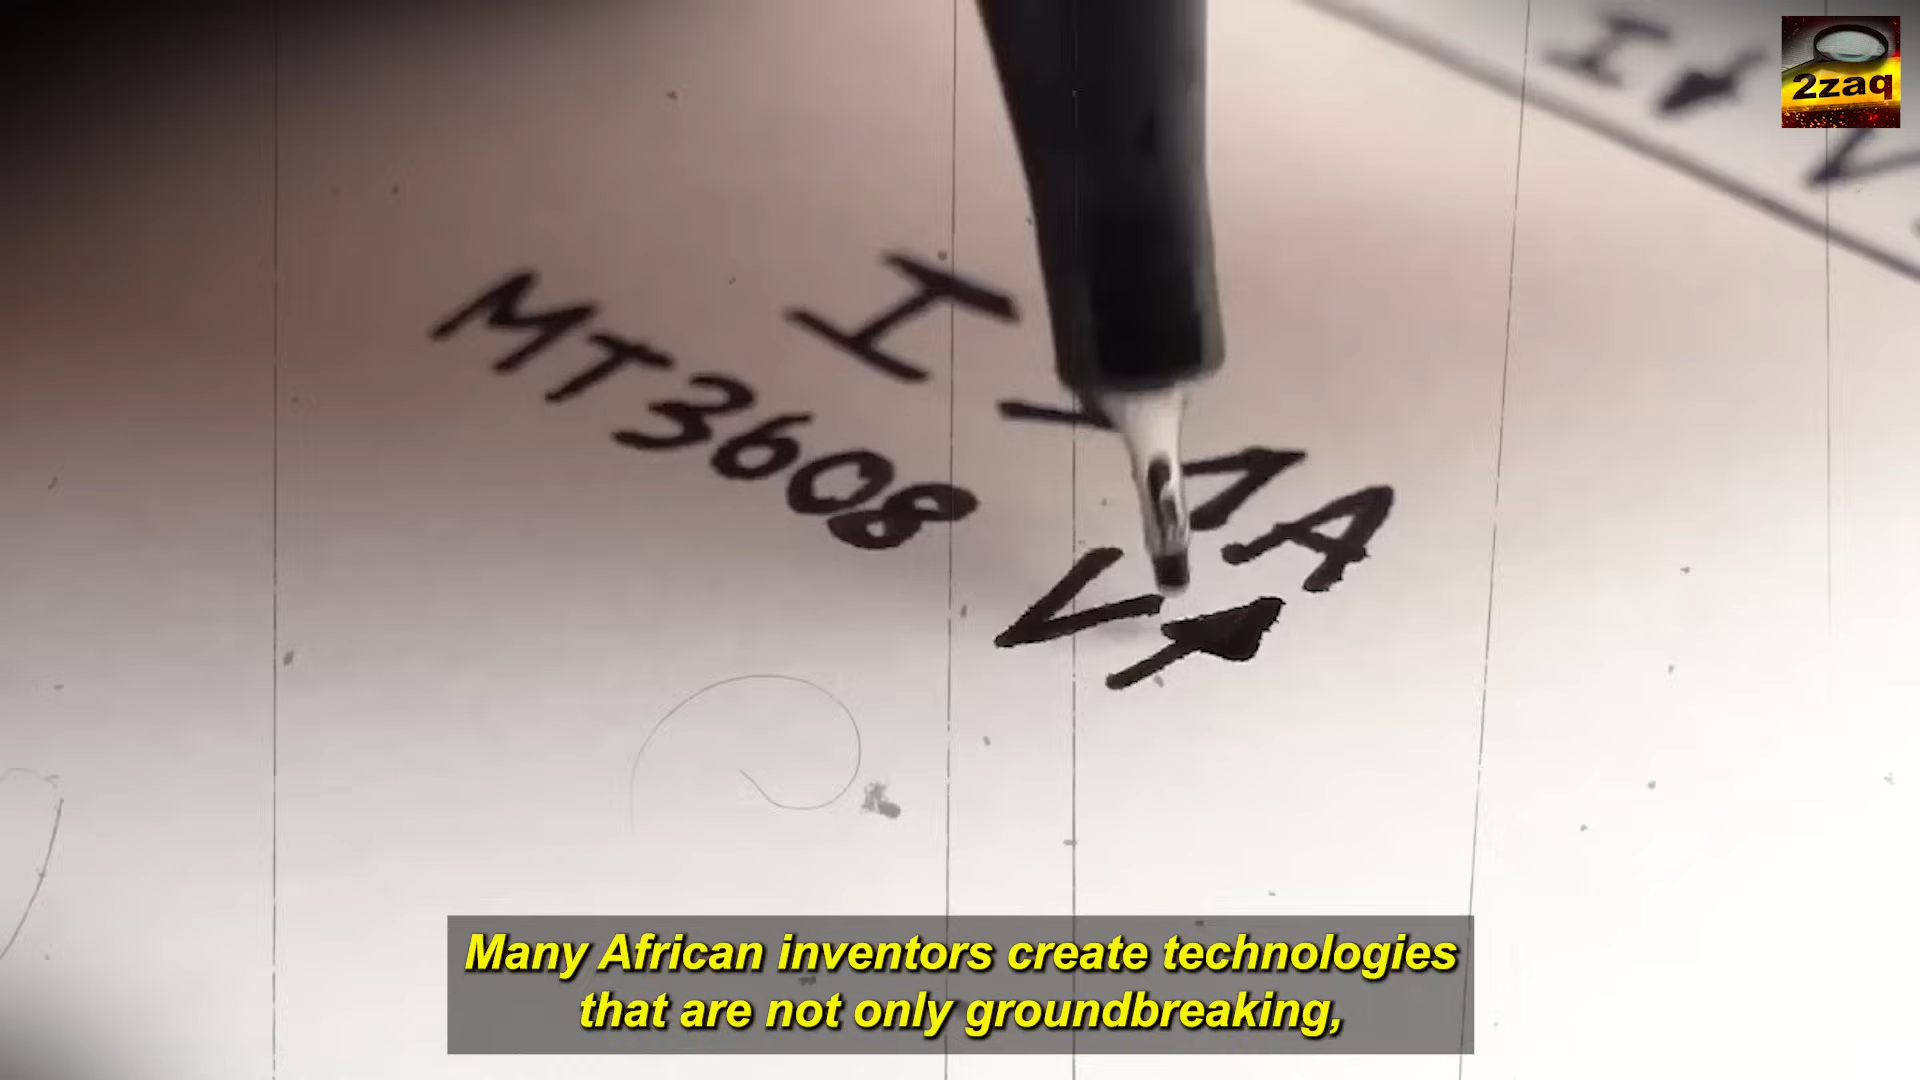 2zaq
MT3608
Many African inventors create technologies
that are not only groundbreaking,